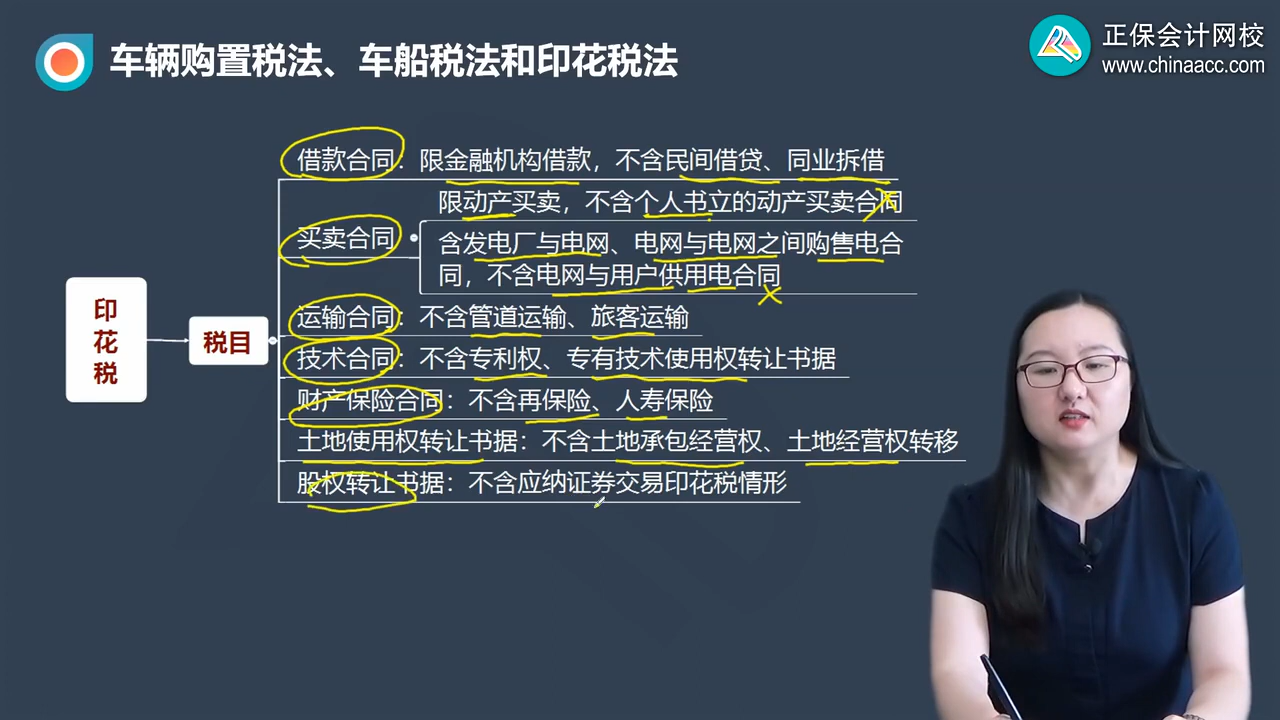 车辆购置税法、车船税法和印花税法
正保会计网校
www.chinaacc.com
借款合同：限金融机构借款，不含民间借贷、同业拆借
限动产买卖，不含个人书立的动产买卖合同
买卖合同
含发电厂与电网、电网与电网之间购售电合
同，不含电网与用户供用电合同
印花税
税目
运输合同：不含管道运输、旅客运输
技术合同：不含专利权、专有技术使用权转让书据
财产保险合同：不含再保险、人寿保险
土地使用权转让书据：不含土地承包经营权、土地经营权转移
股权转让书据：不含应纳证券交易印花税情形